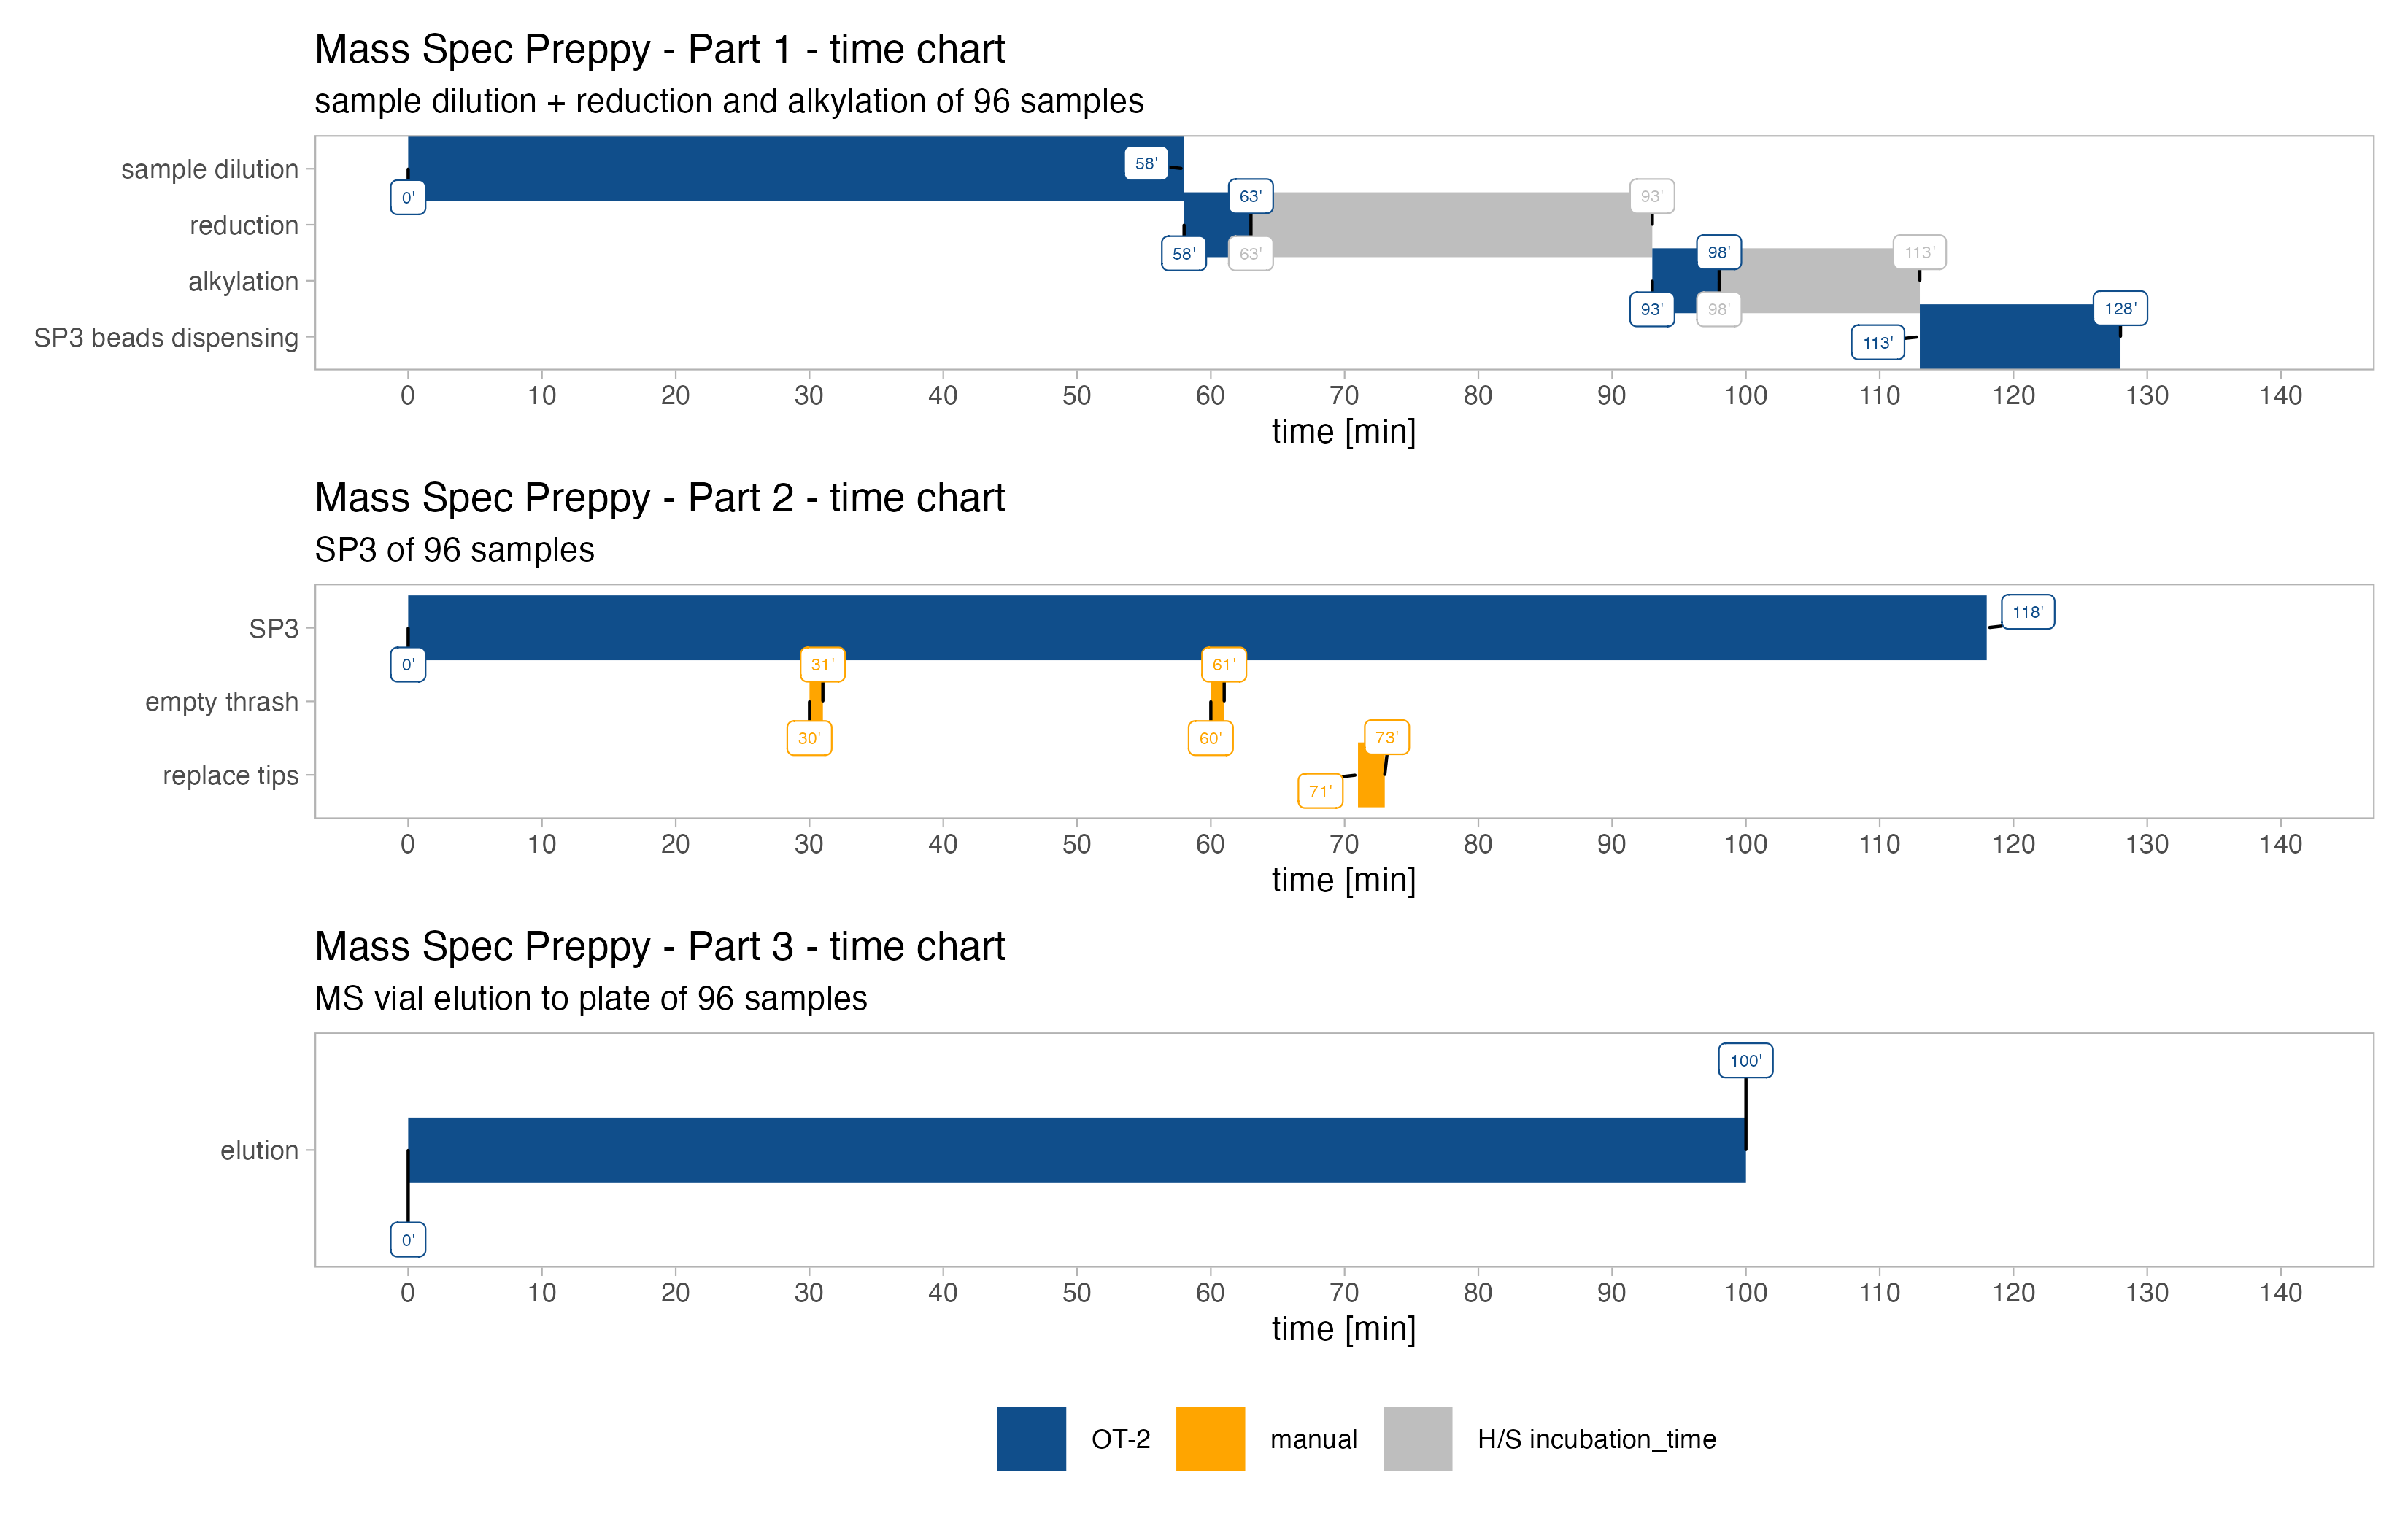 Mass Spec Preppy - Part 1 - time chart
sample dilution + reduction and alkylation of 96 samples
sample dilution
reduction
alkylation
SP3 beads dispensing
0'
58'
58'
63'
63'
93'
93'
98'
98'
113'
113'
128'
0 10 20 30 40 50 60 70 80 90 100 110 120 130 140
time [min]
Mass Spec Preppy - Part 2 - time chart
SP3 of 96 samples
SP3
empty thrash
replace tips
0'
118'
31'
30'
61'
60'
73'
71'
0 10 20 30 40 50 60 70 80 90 100 110 120 130 140
time [min]
Mass Spec Preppy - Part 3 - time chart
MS vial elution to plate of 96 samples
elution
100'
0'
0 10 20 30 40 50 60 70 80 90 100 110 120 130 140
time [min]
OT-2 manual H/S incubation_time